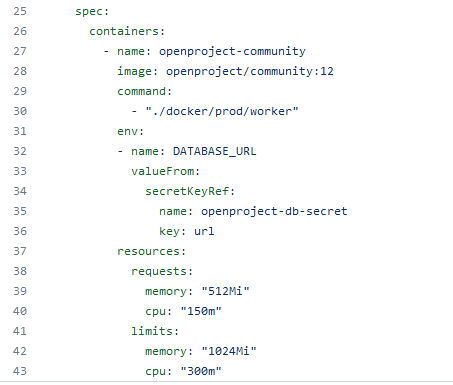 25 spec:
26 containers:
27 - name: openproject-community
28 image: openproject/community:12
29 command:
30 - "./docker/prod/worker"
31 env:
32 - name: DATABASE_URL
33 valueFrom:
34 secretKeyRef:
35 name: openproject-db-secret
36 key: url
37 resources:
38 requests:
39 memory: "512Mi"
40 cpu: "150m"
41 limits:
42 memory: "1024Mi"
43 cpu: "300m"